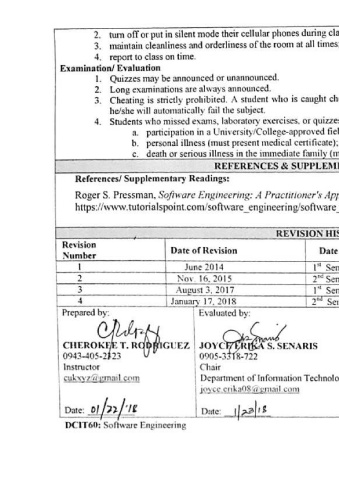 2. turn off or put in silent mode their cellular phones during cla
3. maintain cleanliness and orderliness of the room at all times;
4. report to class on time.
Examination/ Evaluation
1. Quizzes may be announced or unannounced.
2. Long examinations are always announced.
3. Cheating is strictly prohibited. A student who is caught ch
he/she will automatically fail the subject.
4. Students who missed exams, laboratory exercises, or quizze
a. participation in a University/College-approved fiel
b. personal illness (must present medical certificate);
c. death or serious illness in the immediate family (m
REFERENCES & SUPPLEM
References/ Supplementary Readings:
Roger S. Pressman, Software Engineering: A Practitioner's App
https://www.tutorialspoint.com/software_engineering/software_
REVISION HIS
Revision Number Date of Revision Date
1 June 2014 1st Sen
2 Nov. 16, 2015 2nd Sen
3 August 3, 2017 1st Sen
4 January 17, 2018 2nd Sen
Prepared by: Evaluated by:
CHEROKEE T. RODRIGUEZ JOYCE ERIKA S. SENARIS
0943-405-2123 0905-3318-722
Instructor Chair
cukxyz@gmail.com Department of Information Technolo
joyce.erika08@gmail.com
Date: 01/22/'18 Date: 1/22/18
DCIT60: Software Engineering